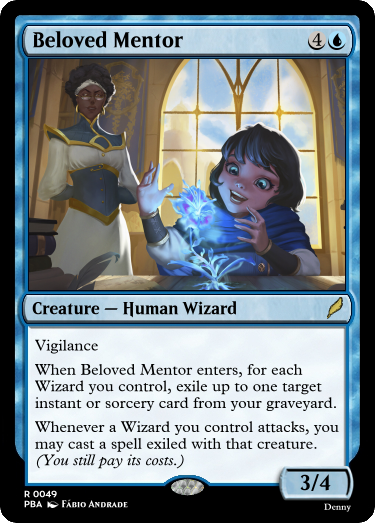 Beloved Mentor 4
Creature — Human Wizard
Vigilance
When Beloved Mentor enters, for each
Wizard you control, exile up to one target
instant or sorcery card from your graveyard.
Whenever a Wizard you control attacks, you
may cast a spell exiled with that creature.
(You still pay its costs.)
3/4
R 0049
PBA Fábio Andrade
Denny